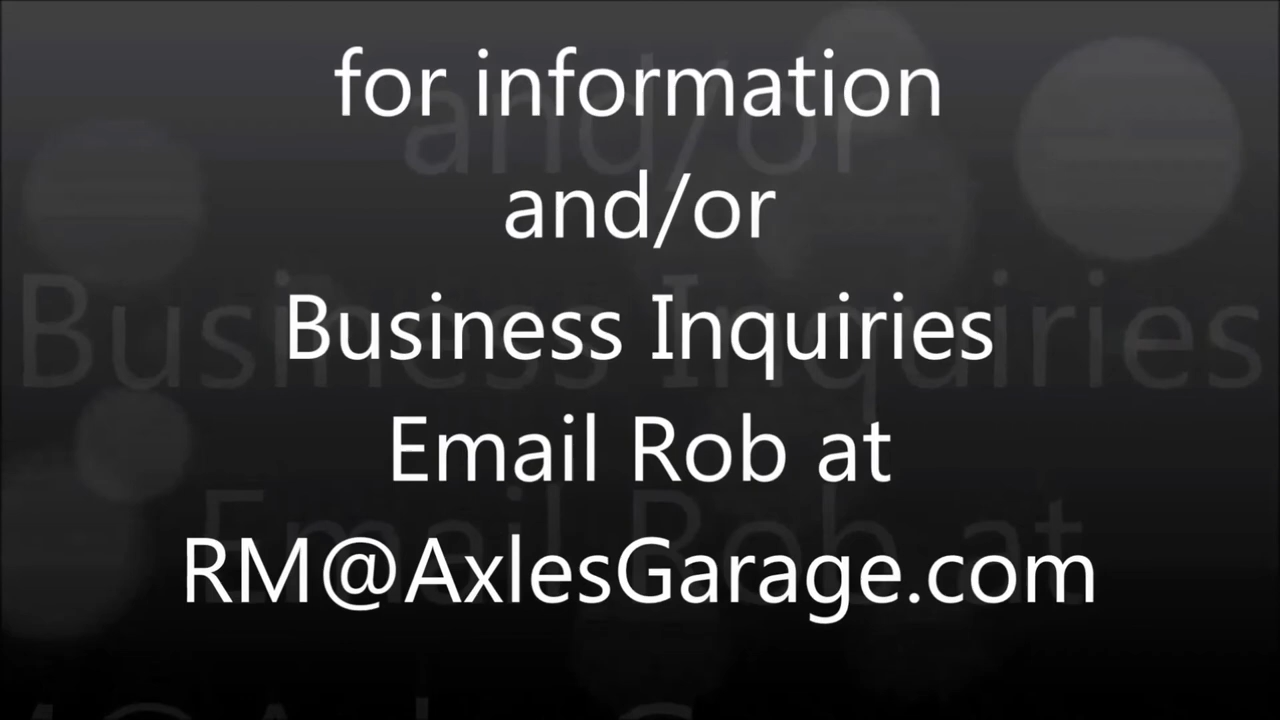 for information
and/or
Business Inquiries
Email Rob at
RM@AxlesGarage.com